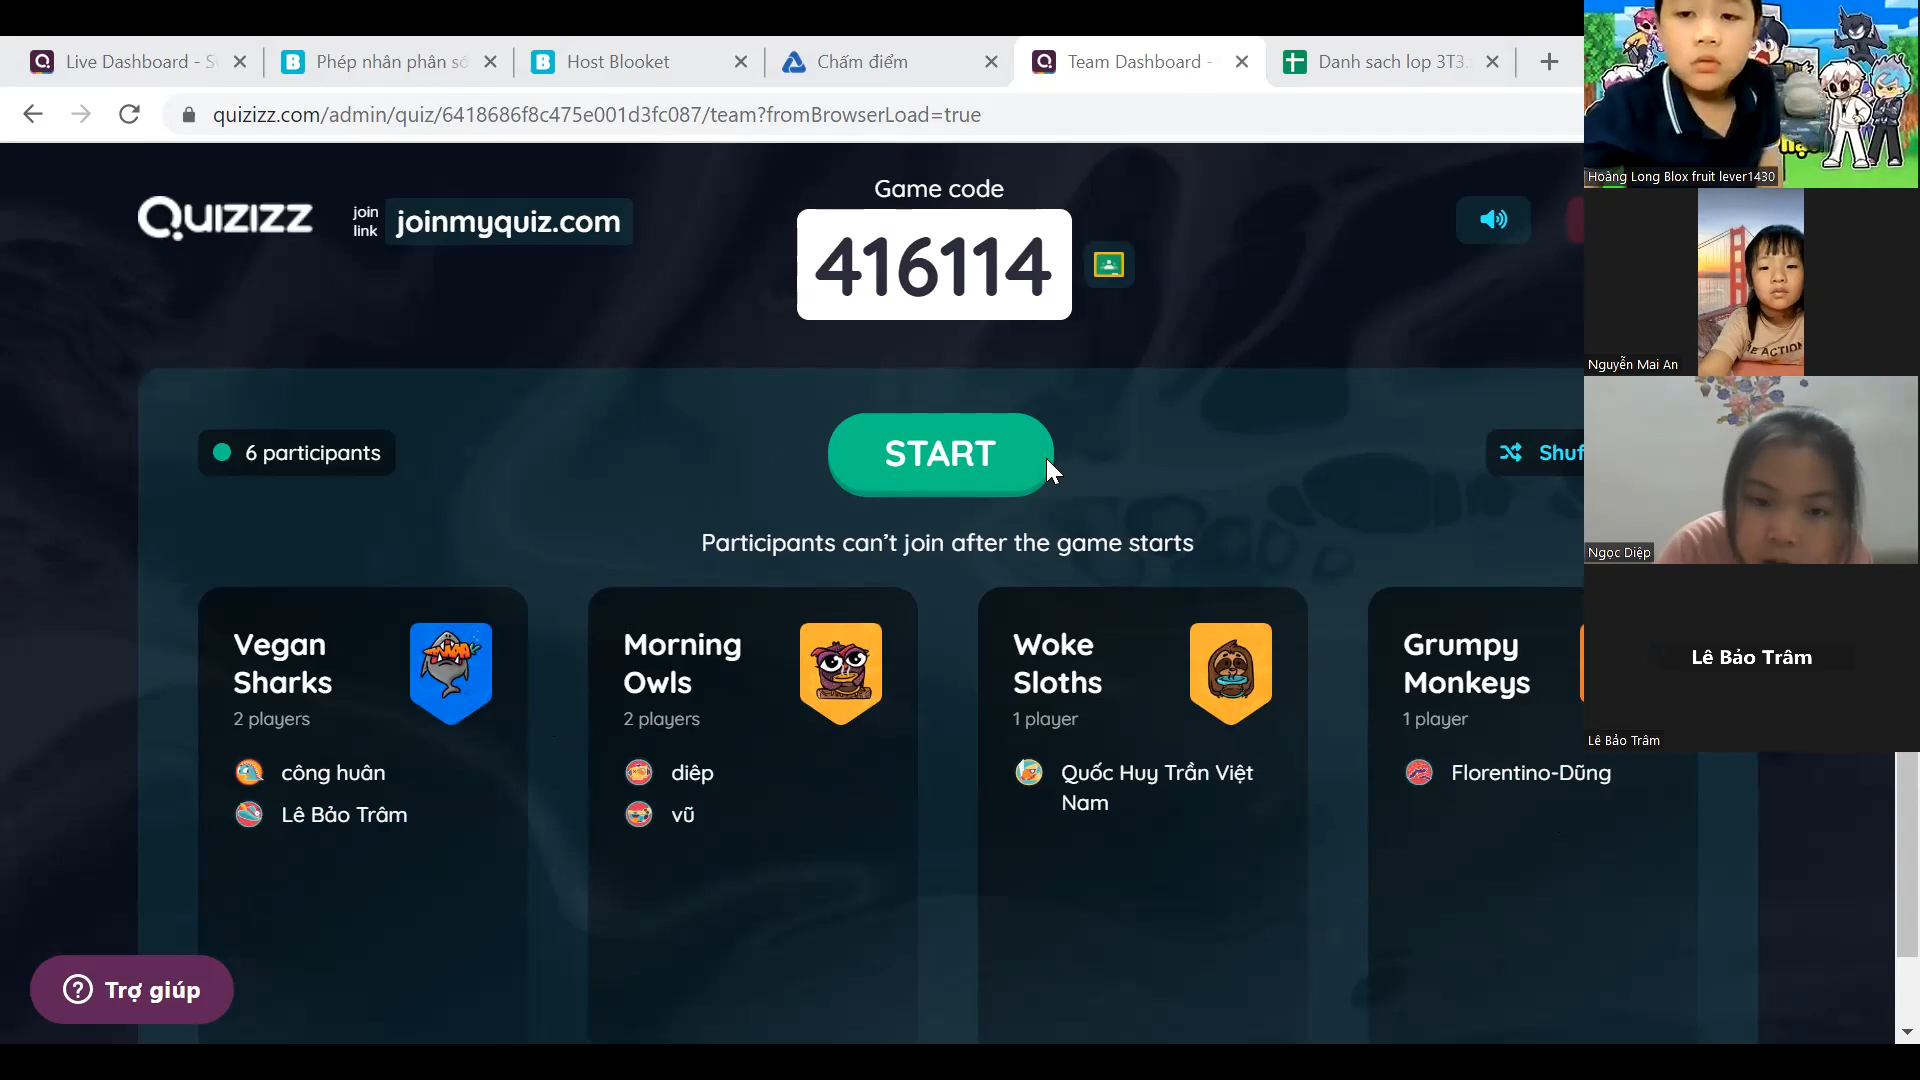 Live Dashboard - S
Phép nhân phân số
Host Blooket
Chấm điểm
Team Dashboard -
Danh sach lop 3T3.
quizizz.com/admin/quiz/6418686f8c475e001d3fc087/team?fromBrowserLoad=true
Quizizz
join
link
joinmyquiz.com
Game code
416114
6 participants
START
Shuf
Participants can't join after the game starts
Vegan
Sharks
2 players
công huân
Lê Bảo Trâm
Morning
Owls
2 players
diêp
vũ
Woke
Sloths
1 player
Quốc Huy Trần Việt
Nam
Grumpy
Monkeys
1 player
Florentino-Dũng
Trợ giúp
Hoàng Long Blox fruit lever1430
Nguyễn Mai An
Ngọc Diệp
Lê Bảo Trâm
Lê Bảo Trâm